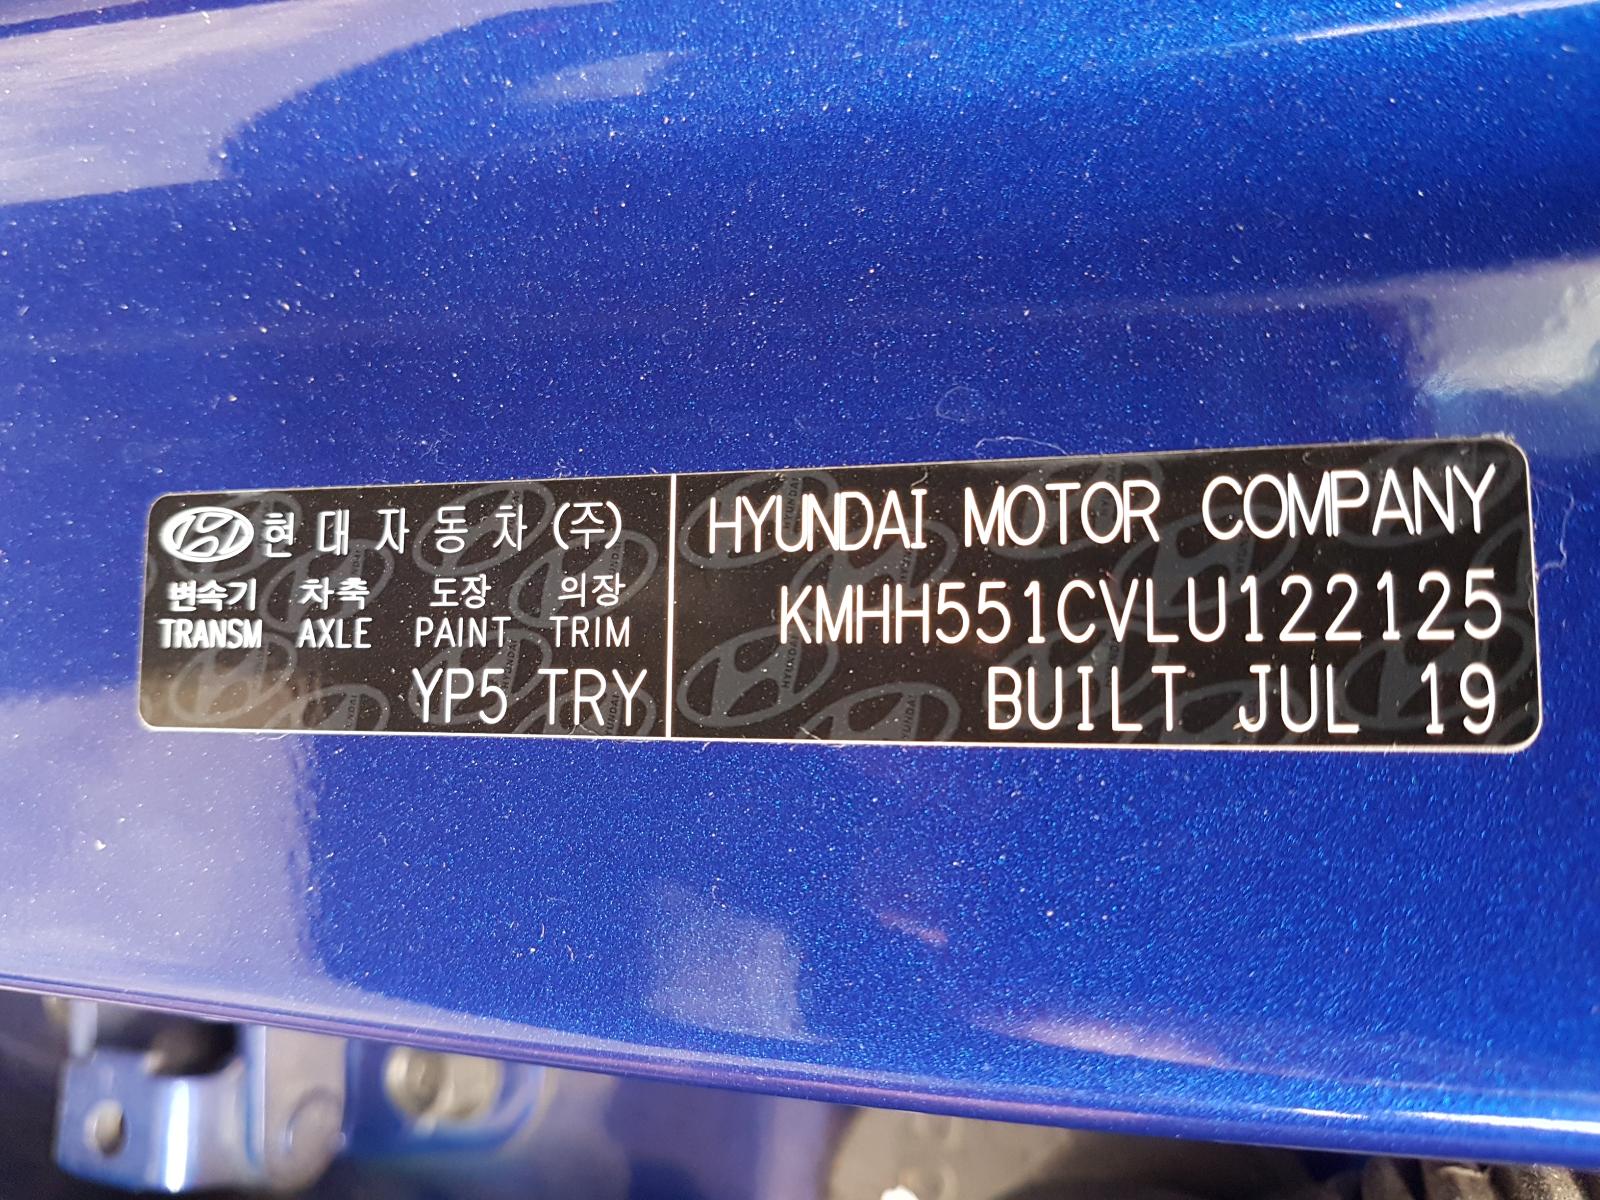 현대자동차(주)
변속기 차축 도장 의장
TRANSM AXLE PAINT TRIM
YP5 TRY
HYUNDAI MOTOR COMPANY
KMHH551CVLU122125
BUILT JUL 19